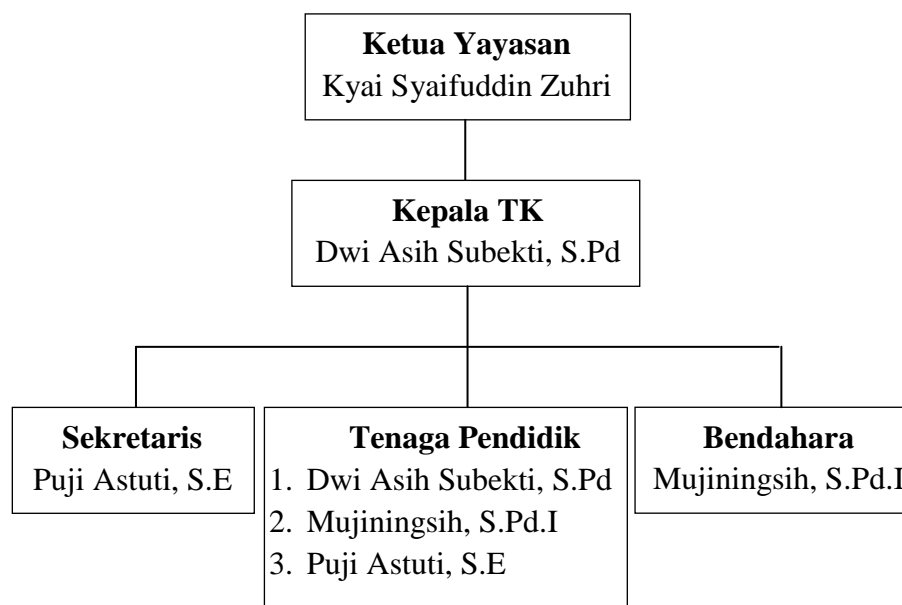 Ketua Yayasan
Kyai Syaifuddin Zuhri
Kepala TK
Dwi Asih Subekti, S.Pd
Sekretaris
Puji Astuti, S.E
Tenaga Pendidik
1. Dwi Asih Subekti, S.Pd
2. Mujiningsih, S.Pd.I
3. Puji Astuti, S.E
Bendahara
Mujiningsih, S.Pd.I